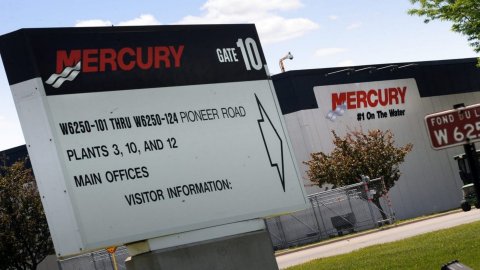 MERCURY
GATE 10
W6250-101 THRU W6250-124 PIONEER ROAD
PLANTS 3, 10, AND 12
MAIN OFFICES
VISITOR INFORMATION:
MERCURY
#1 On The Water
FOND DU L
W 625